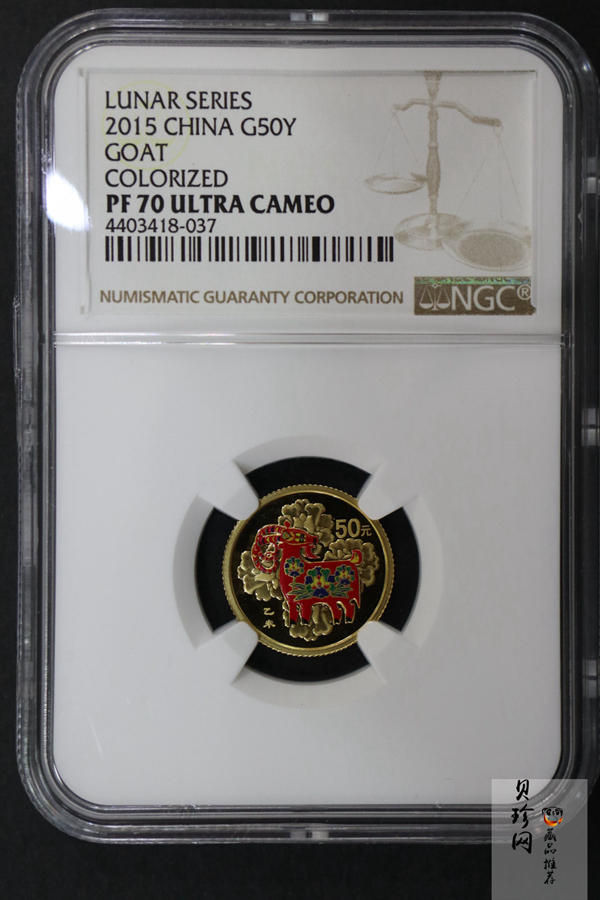 LUNAR SERIES
2015 CHINA G50Y
GOAT
COLORIZED
PF 70 ULTRA CAMEO
4403418-037
NUMISMATIC GUARANTY CORPORATION
NGC®
50元
乙未
贝珍网
藏品推荐